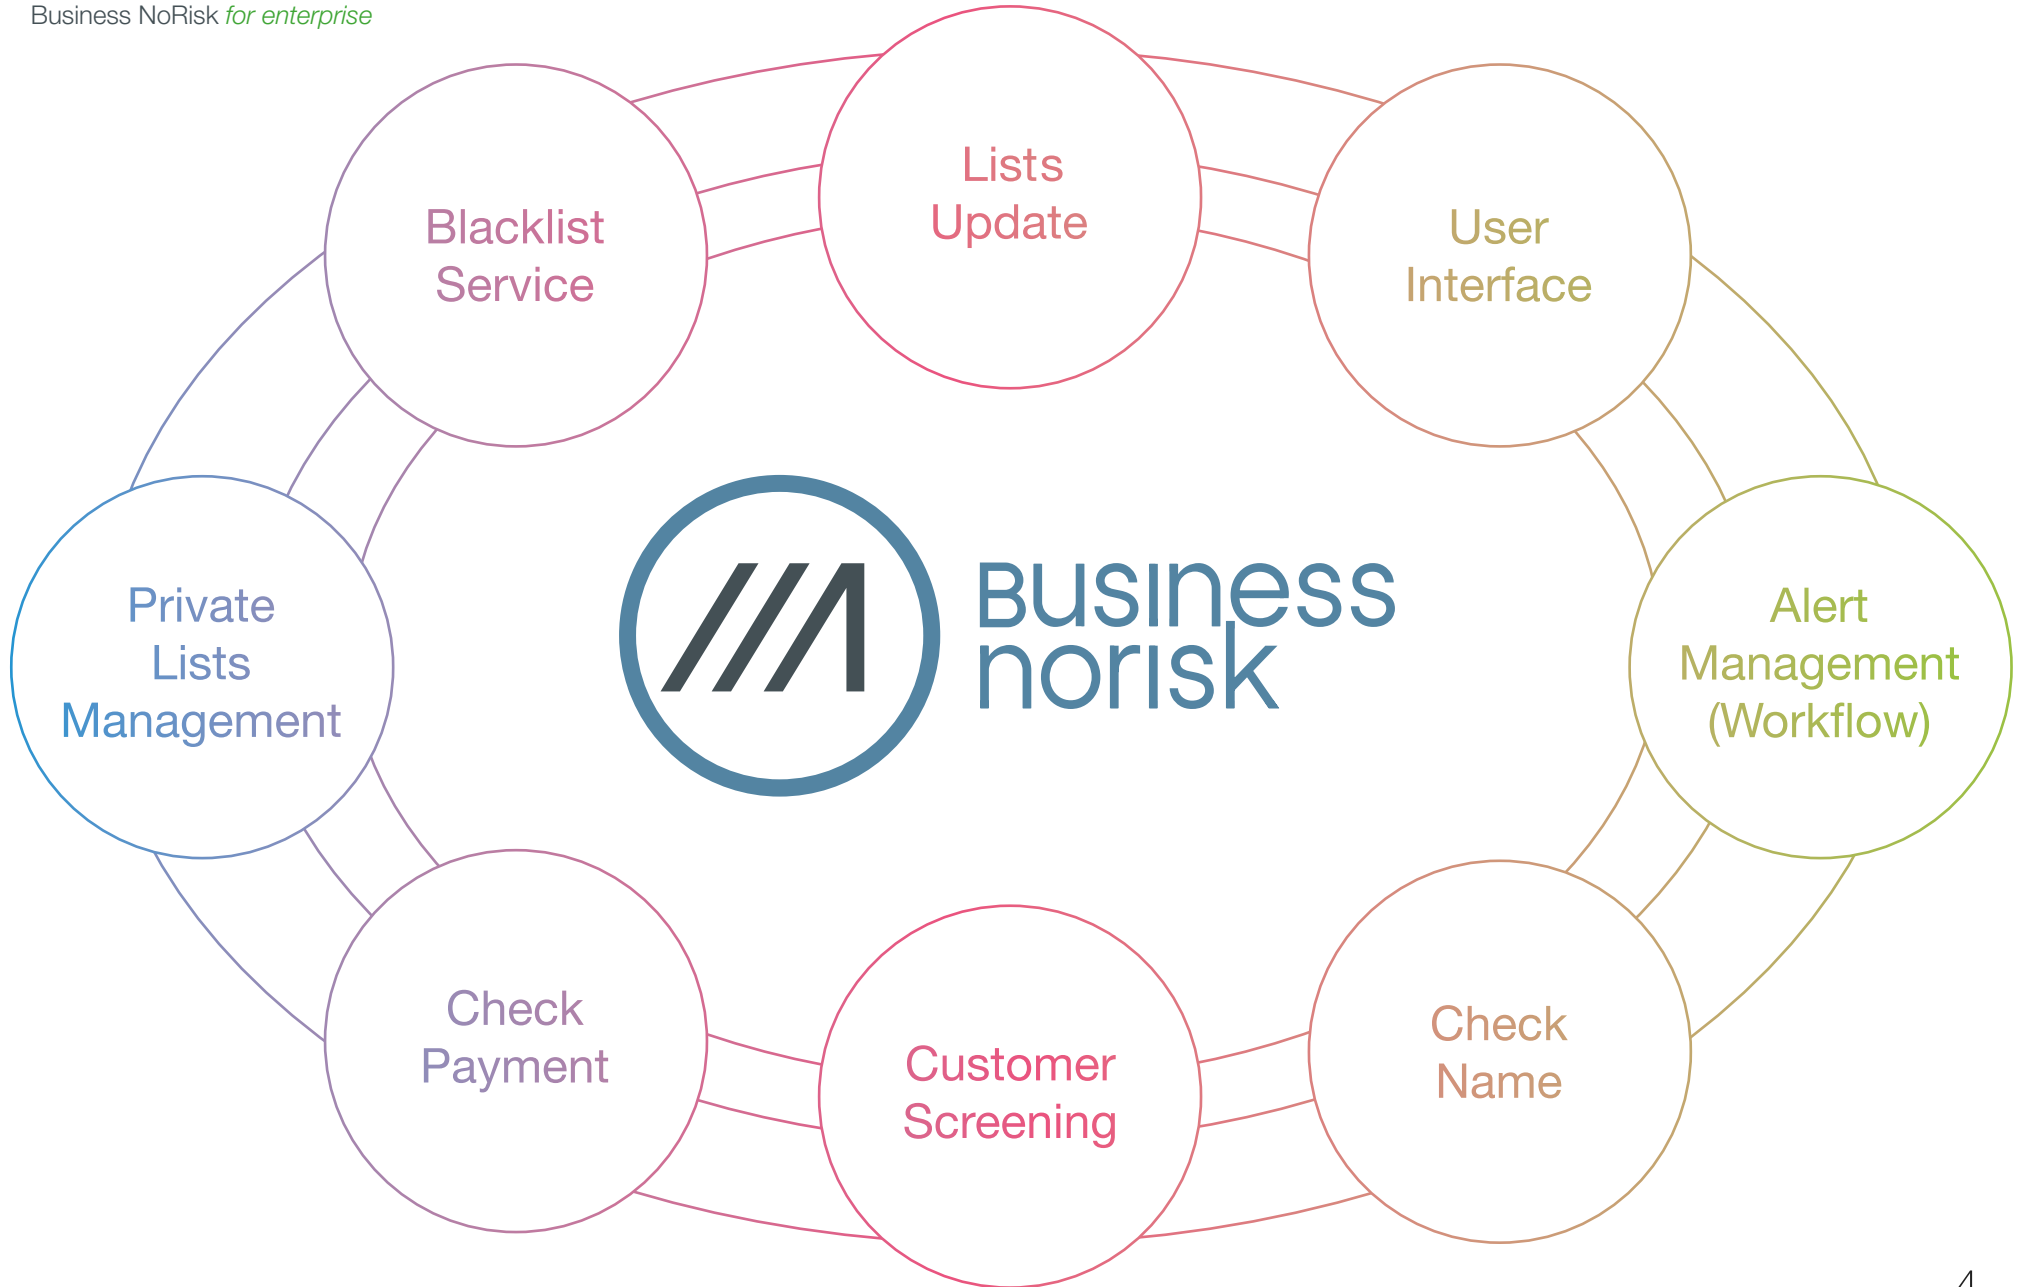 Business NoRisk for enterprise
Lists
Update
Blacklist
Service
User
Interface
Private
Lists
Management
Business
norisk
Alert
Management
(Workflow)
Check
Payment
Customer
Screening
Check
Name
4